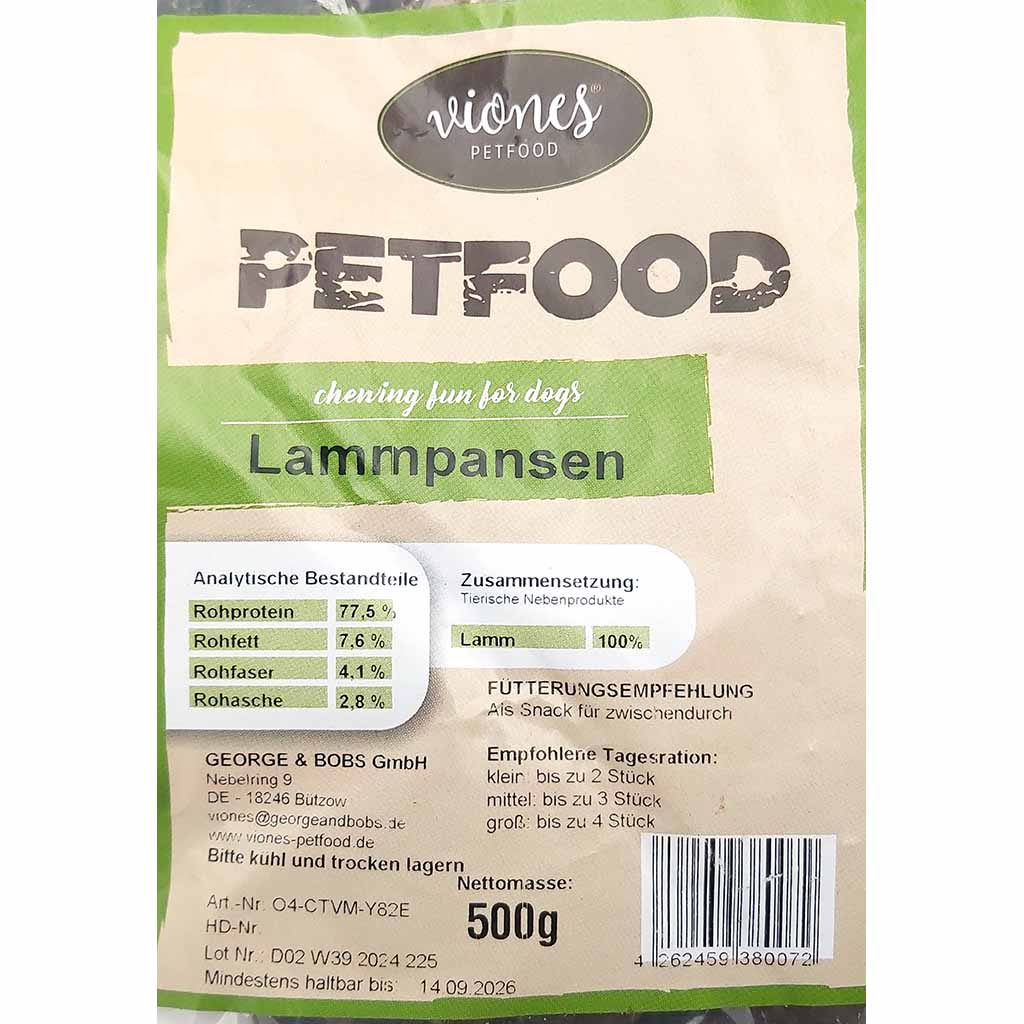 viones®
PETFOOD
PETFOOD
chewing fun for dogs
Lammpansen
Analytische Bestandteile
Rohprotein 77,5 %
Rohfett 7,6 %
Rohfaser 4,1 %
Rohasche 2,8 %
Zusammensetzung:
Tierische Nebenprodukte
Lamm 100%
FÜTTERUNGSEMPFEHLUNG
Als Snack für zwischendurch
Empfohlene Tagesration:
klein: bis zu 2 Stück
mittel: bis zu 3 Stück
groß: bis zu 4 Stück
GEORGE & BOBS GmbH
Nebelring 9
DE - 18246 Bützow
viones@georgeandbobs.de
www.viones-petfood.de
Bitte kühl und trocken lagern
Nettomasse:
500g
Art.-Nr. O4-CTVM-Y82E
HD-Nr.
Lot Nr.: D02 W39 2024 225
Mindestens haltbar bis: 14.09.2026
4 262459 380072